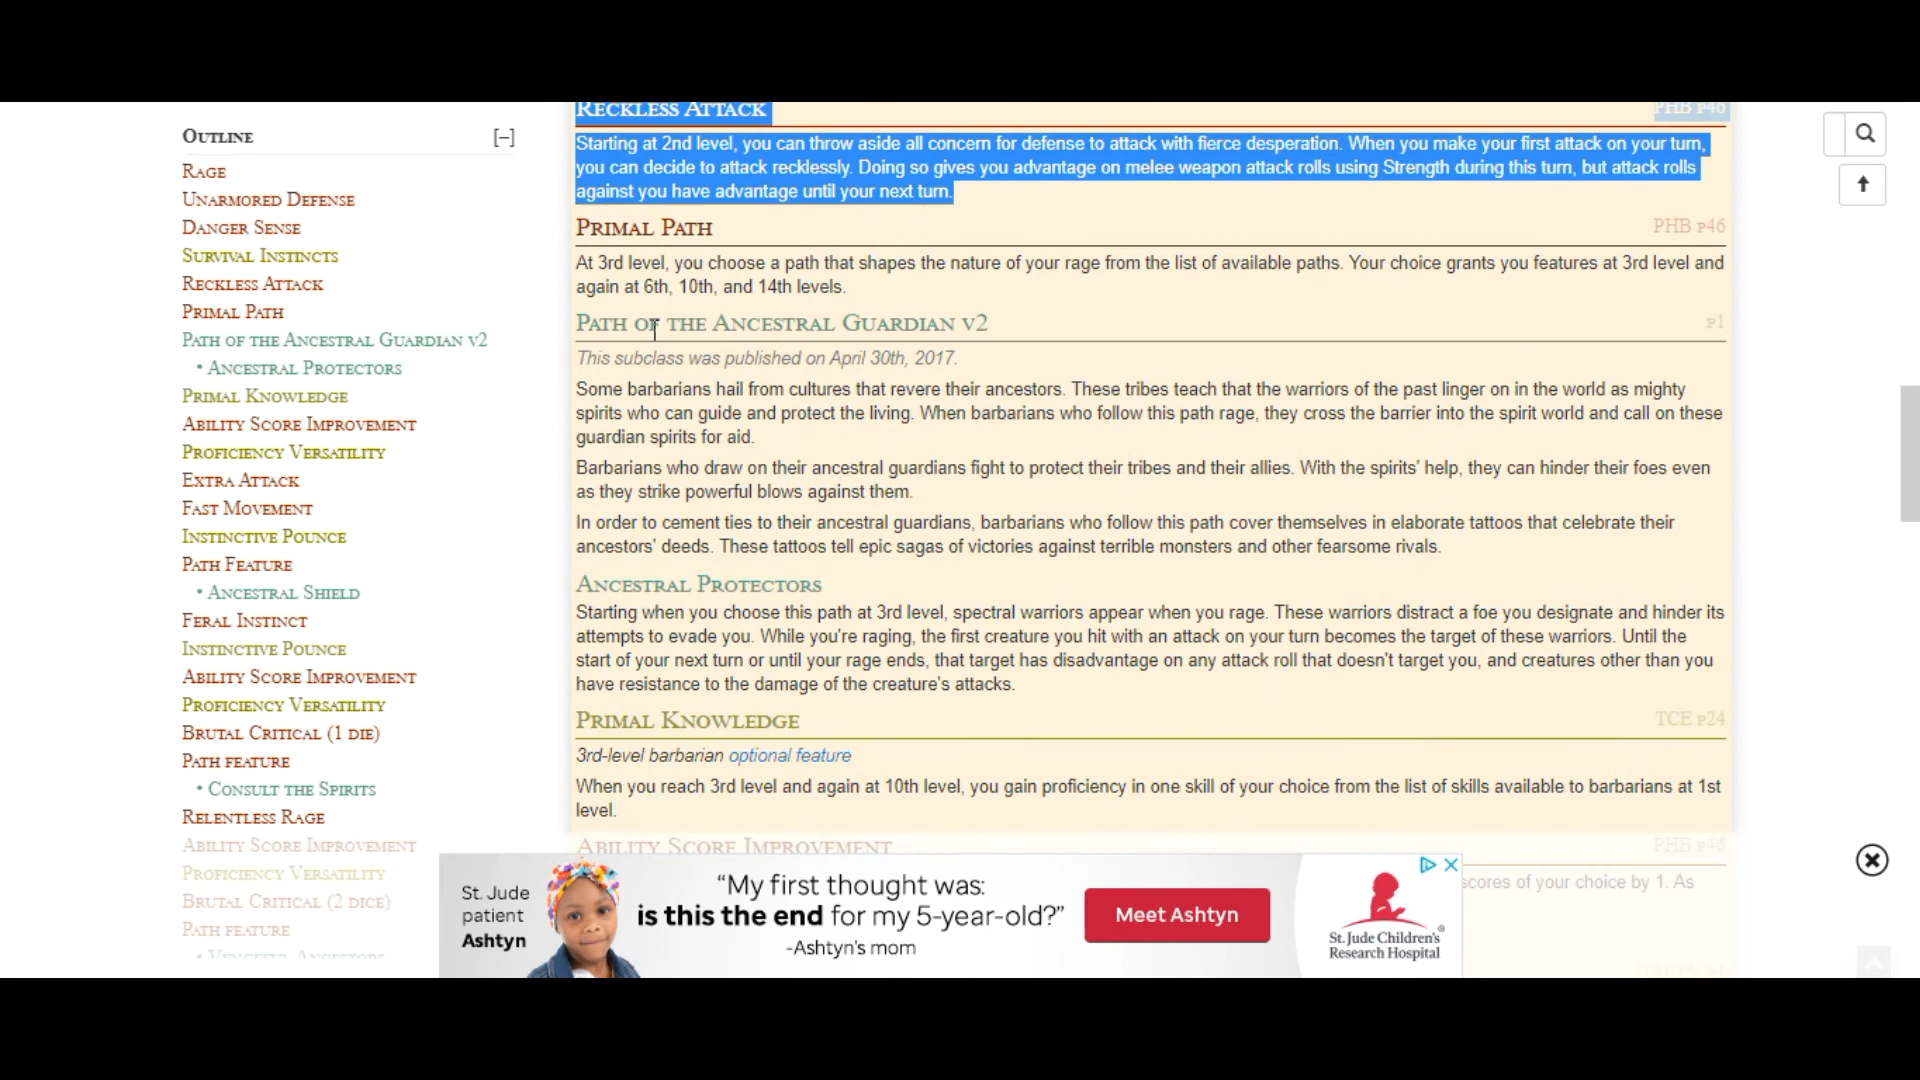 OUTLINE [–]
RAGE
UNARMORED DEFENSE
DANGER SENSE
SURVIVAL INSTINCTS
RECKLESS ATTACK
PRIMAL PATH
PATH OF THE ANCESTRAL GUARDIAN V2
• ANCESTRAL PROTECTORS
PRIMAL KNOWLEDGE
ABILITY SCORE IMPROVEMENT
PROFICIENCY VERSATILITY
EXTRA ATTACK
FAST MOVEMENT
INSTINCTIVE POUNCE
PATH FEATURE
• ANCESTRAL SHIELD
FERAL INSTINCT
INSTINCTIVE POUNCE
ABILITY SCORE IMPROVEMENT
PROFICIENCY VERSATILITY
BRUTAL CRITICAL (1 DIE)
PATH FEATURE
• CONSULT THE SPIRITS
RELENTLESS RAGE
ABILITY SCORE IMPROVEMENT
PROFICIENCY VERSATILITY
BRUTAL CRITICAL (2 DICE)
PATH FEATURE
• VENGEFUL ANCESTORS
RECKLESS ATTACK PHB P46
Starting at 2nd level, you can throw aside all concern for defense to attack with fierce desperation. When you make your first attack on your turn,
you can decide to attack recklessly. Doing so gives you advantage on melee weapon attack rolls using Strength during this turn, but attack rolls
against you have advantage until your next turn.
PRIMAL PATH PHB P46
At 3rd level, you choose a path that shapes the nature of your rage from the list of available paths. Your choice grants you features at 3rd level and
again at 6th, 10th, and 14th levels.
PATH OF THE ANCESTRAL GUARDIAN V2 P1
This subclass was published on April 30th, 2017.
Some barbarians hail from cultures that revere their ancestors. These tribes teach that the warriors of the past linger on in the world as mighty
spirits who can guide and protect the living. When barbarians who follow this path rage, they cross the barrier into the spirit world and call on these
guardian spirits for aid.
Barbarians who draw on their ancestral guardians fight to protect their tribes and their allies. With the spirits' help, they can hinder their foes even
as they strike powerful blows against them.
In order to cement ties to their ancestral guardians, barbarians who follow this path cover themselves in elaborate tattoos that celebrate their
ancestors' deeds. These tattoos tell epic sagas of victories against terrible monsters and other fearsome rivals.
ANCESTRAL PROTECTORS
Starting when you choose this path at 3rd level, spectral warriors appear when you rage. These warriors distract a foe you designate and hinder its
attempts to evade you. While you're raging, the first creature you hit with an attack on your turn becomes the target of these warriors. Until the
start of your next turn or until your rage ends, that target has disadvantage on any attack roll that doesn't target you, and creatures other than you
have resistance to the damage of the creature's attacks.
PRIMAL KNOWLEDGE TCE P24
3rd-level barbarian optional feature
When you reach 3rd level and again at 10th level, you gain proficiency in one skill of your choice from the list of skills available to barbarians at 1st
level.
ABILITY SCORE IMPROVEMENT PHB P46
scores of your choice by 1. As
St. Jude
patient
Ashtyn
“My first thought was:
is this the end for my 5-year-old?”
-Ashtyn's mom
Meet Ashtyn
St. Jude Children's
Research Hospital